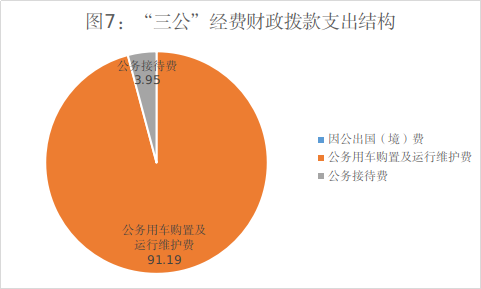 图7：“三公”经费财政拨款支出结构
公务接待费
3.95
因公出国（境）费
公务用车购置及运行维护费
公务接待费
公务用车购置及
运行维护费
91.19